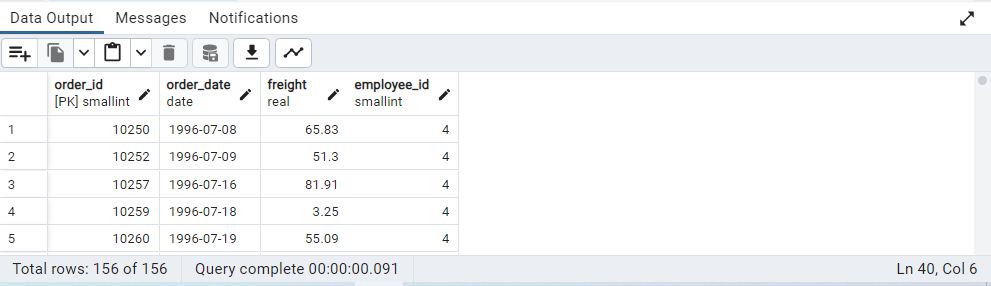 Data Output Messages Notifications
order_id order_date freight employee_id
[PK] smallint date real smallint
1 10250 1996-07-08 65.83 4
2 10252 1996-07-09 51.3 4
3 10257 1996-07-16 81.91 4
4 10259 1996-07-18 3.25 4
5 10260 1996-07-19 55.09 4
Total rows: 156 of 156 Query complete 00:00:00.091 Ln 40, Col 6